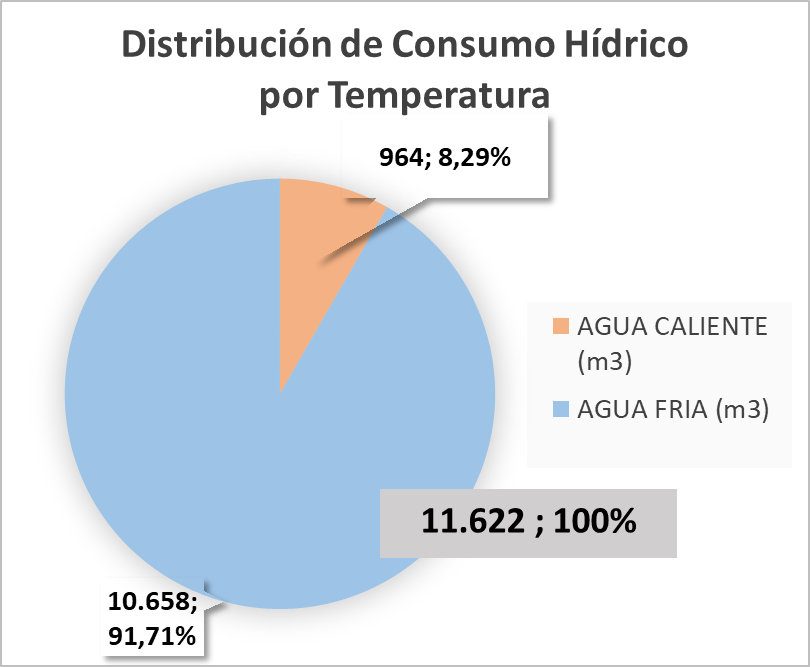 Distribución de Consumo Hídrico
por Temperatura
964; 8,29%
AGUA CALIENTE
(m3)
AGUA FRIA (m3)
11.622 ; 100%
10.658;
91,71%